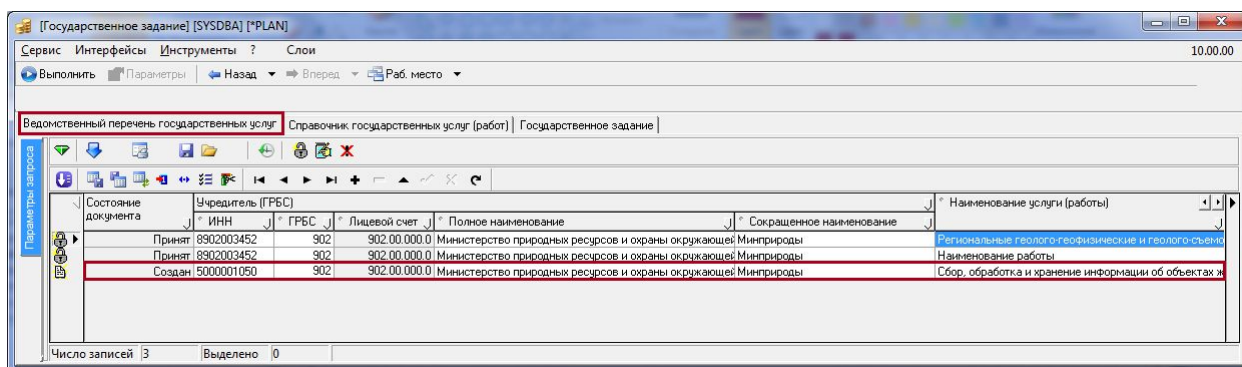 [Государственное задание] [SYSDBA] [*PLAN]
Сервис Интерфейсы Инструменты ? Слои 10.00.00
Выполнить Параметры Назад Вперед Раб. место
Ведомственный перечень государственных услуг Справочник государственных услуг (работ) Государственное задание
Параметры запроса
Состояние документа Учредитель (ГРБС) Наименование услуги (работы)
ИНН ГРБС Лицевой счет Полное наименование Сокращенное наименование
Принят 8902003452 902 902.00.000.0 Министерство природных ресурсов и охраны окружающей Минприроды Региональные геолого-геофизические и геолого-съемо
Принят 8902003452 902 902.00.000.0 Министерство природных ресурсов и охраны окружающей Минприроды Наименование работы
Создан 5000001050 902 902.00.000.0 Министерство природных ресурсов и охраны окружающей Минприроды Сбор, обработка и хранение информации об объектах ж
Число записей 3 Выделено 0